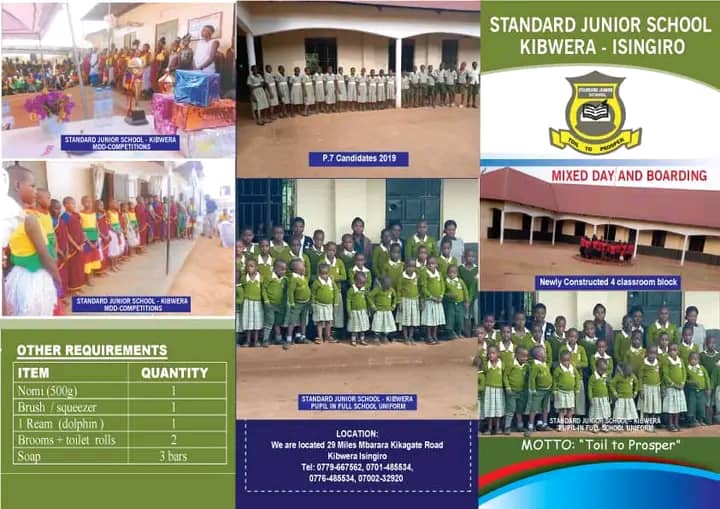 STANDARD JUNIOR SCHOOL - KIBWERA
MDD-COMPETITIONS
STANDARD JUNIOR SCHOOL - KIBWERA
MDD-COMPETITIONS
OTHER REQUIREMENTS
ITEM QUANTITY
Nomi (500g) 1
Brush / squeezer 1
1 Ream (dolphin ) 1
Brooms + toilet rolls 2
Soap 3 bars
P.7 Candidates 2019
STANDARD JUNIOR SCHOOL - KIBWERA
PUPIL IN FULL SCHOOL UNIFORM
LOCATION:
We are located 29 Miles Mbarara Kikagate Road
Kibwera Isingiro
Tel: 0779-667562, 0701-485534,
0776-485534, 07002-32920
STANDARD JUNIOR SCHOOL
KIBWERA - ISINGIRO
STANDARD JUNIOR
SCHOOL
TOIL TO PROSPER
MIXED DAY AND BOARDING
Newly Constructed 4 classroom block
STANDARD JUNIOR SCHOOL - KIBWERA
PUPIL IN FULL SCHOOL UNIFORM
MOTTO: "Toil to Prosper"